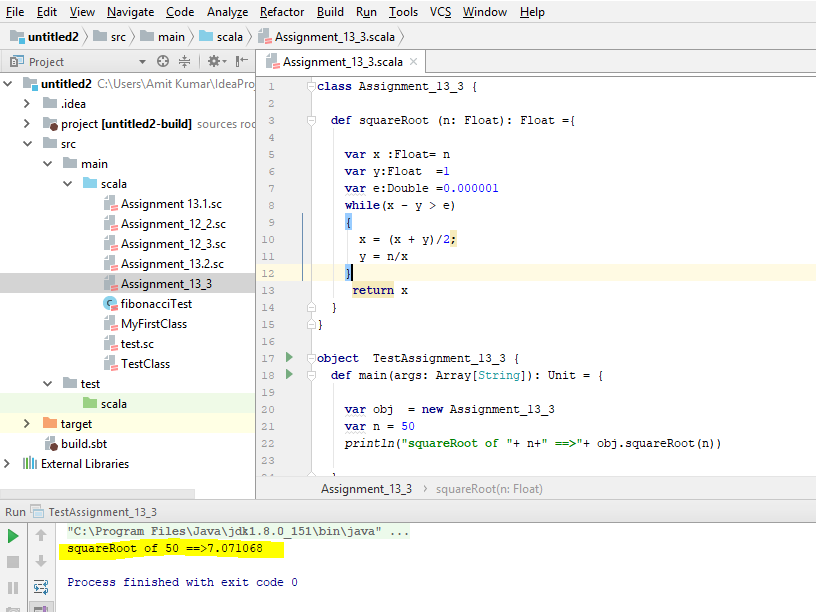 File Edit View Navigate Code Analyze Refactor Build Run Tools VCS Window Help
untitled2 src main scala Assignment_13_3.scala
Project
Assignment_13_3.scala
untitled2 C:\Users\Amit Kumar\IdeaProj
.idea
project [untitled2-build] sources roo
src
main
scala
Assignment 13.1.sc
Assignment_12_2.sc
Assignment_12_3.sc
Assignment_13.2.sc
Assignment_13_3
fibonacciTest
MyFirstClass
test.sc
TestClass
test
scala
target
build.sbt
External Libraries
1 class Assignment_13_3 {
2
3 def squareRoot (n: Float): Float ={
4
5 var x :Float= n
6 var y:Float =1
7 var e:Double =0.000001
8 while(x - y > e)
9 {
10 x = (x + y)/2;
11 y = n/x
12 }
13 return x
14 }
15 }
16
17 object TestAssignment_13_3 {
18 def main(args: Array[String]): Unit = {
19
20 var obj = new Assignment_13_3
21 var n = 50
22 println("squareRoot of "+ n+" ==>"+ obj.squareRoot(n))
23
Assignment_13_3 squareRoot(n: Float)
Run TestAssignment_13_3
"C:\Program Files\Java\jdk1.8.0_151\bin\java" ...
squareRoot of 50 ==>7.071068
Process finished with exit code 0